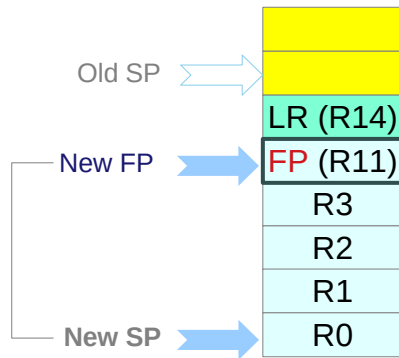 Old SP
LR (R14)
New FP
FP (R11)
R3
R2
R1
New SP
R0